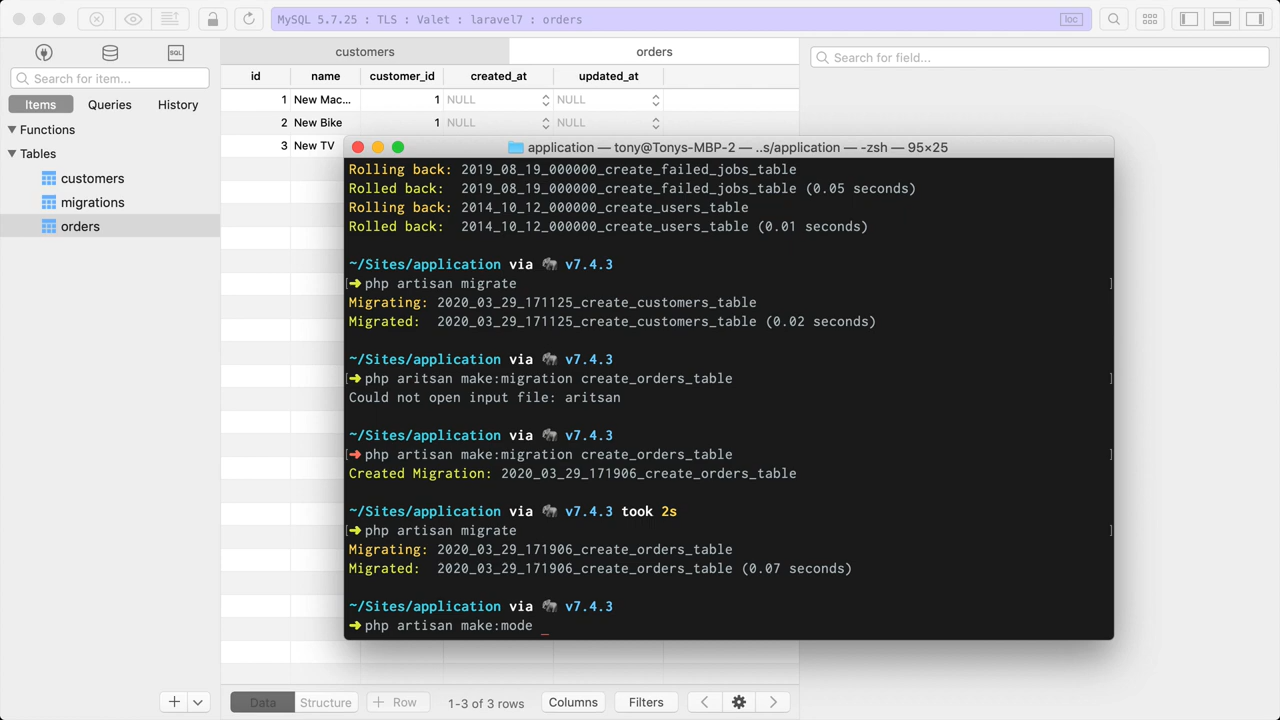 MySQL 5.7.25 : TLS : Valet : laravel7 : orders
loc
SQL
customers
orders
Search for item...
Search for field...
Items
Queries
History
Functions
Tables
customers
migrations
orders
id name customer_id created_at updated_at
1 New Mac... 1 NULL NULL
2 New Bike 1 NULL NULL
3 New TV
application — tony@Tonys-MBP-2 — ..s/application — -zsh — 95×25
Rolling back: 2019_08_19_000000_create_failed_jobs_table
Rolled back:  2019_08_19_000000_create_failed_jobs_table (0.05 seconds)
Rolling back: 2014_10_12_000000_create_users_table
Rolled back:  2014_10_12_000000_create_users_table (0.01 seconds)
~/Sites/application via 🐘 v7.4.3
[➜ php artisan migrate ]
Migrating: 2020_03_29_171125_create_customers_table
Migrated:  2020_03_29_171125_create_customers_table (0.02 seconds)
~/Sites/application via 🐘 v7.4.3
[➜ php aritsan make:migration create_orders_table ]
Could not open input file: aritsan
~/Sites/application via 🐘 v7.4.3
[➜ php artisan make:migration create_orders_table ]
Created Migration: 2020_03_29_171906_create_orders_table
~/Sites/application via 🐘 v7.4.3 took 2s
[➜ php artisan migrate ]
Migrating: 2020_03_29_171906_create_orders_table
Migrated:  2020_03_29_171906_create_orders_table (0.07 seconds)
~/Sites/application via 🐘 v7.4.3
➜ php artisan make:mode _
Data
Structure
+ Row
1-3 of 3 rows
Columns
Filters